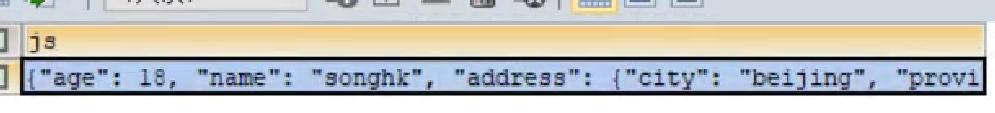 js
{"age": 18, "name": "songhk", "address": {"city": "beijing", "provi